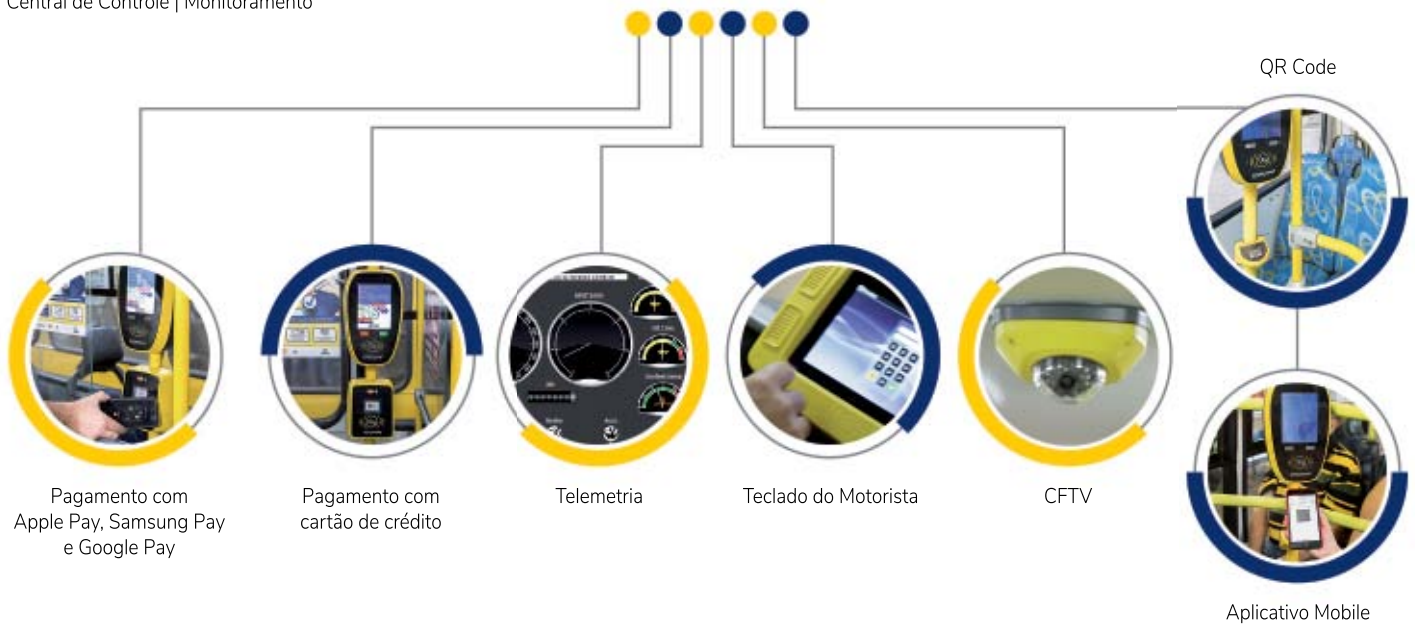 Central de Controle | Monitoramento
QR Code
Pagamento com
Apple Pay, Samsung Pay
e Google Pay
Pagamento com
cartão de crédito
Telemetria
Teclado do Motorista
CFTV
Aplicativo Mobile